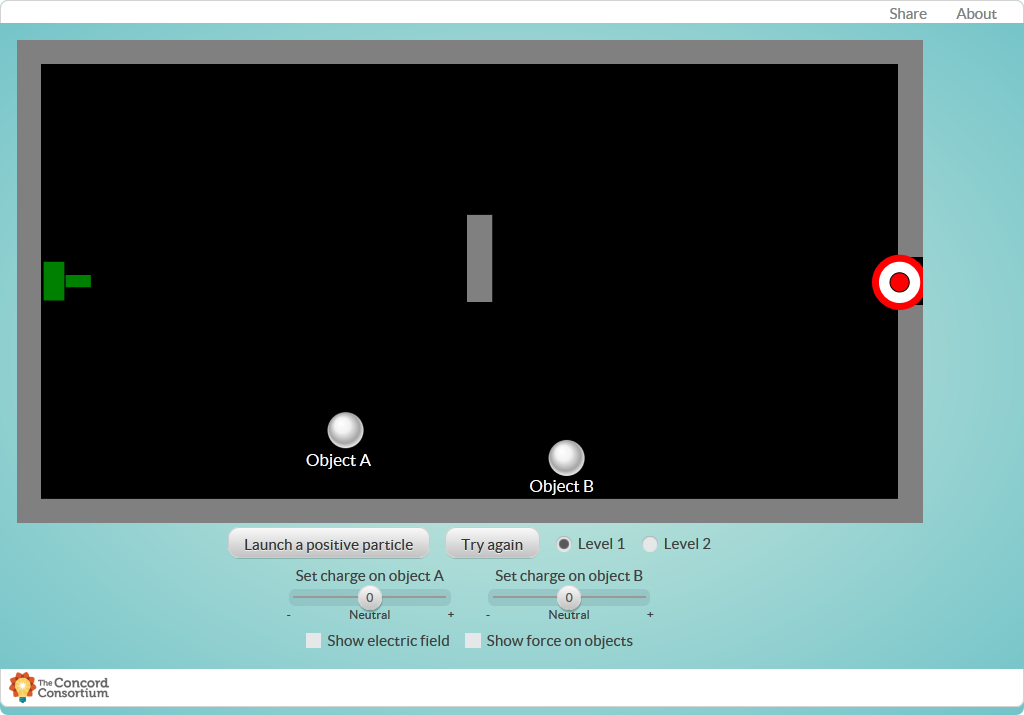 Share About
Object A
Object B
Launch a positive particle Try again Level 1 Level 2
Set charge on object A Set charge on object B
0 0
- Neutral + - Neutral +
Show electric field Show force on objects
The Concord
Consortium